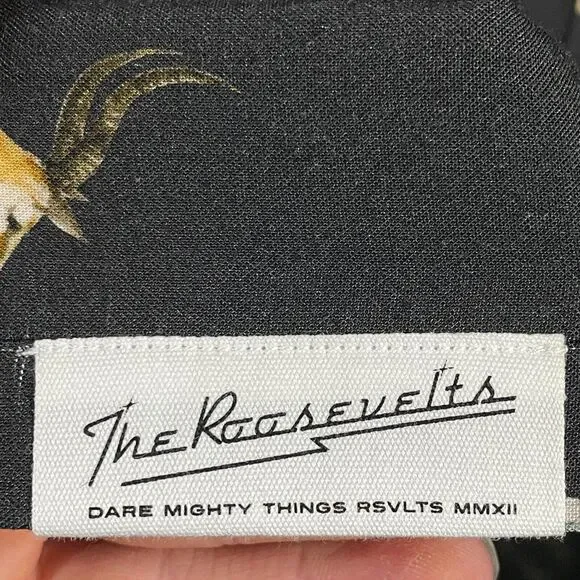 The Roosevelts
DARE MIGHTY THINGS RSVLTS MMXII